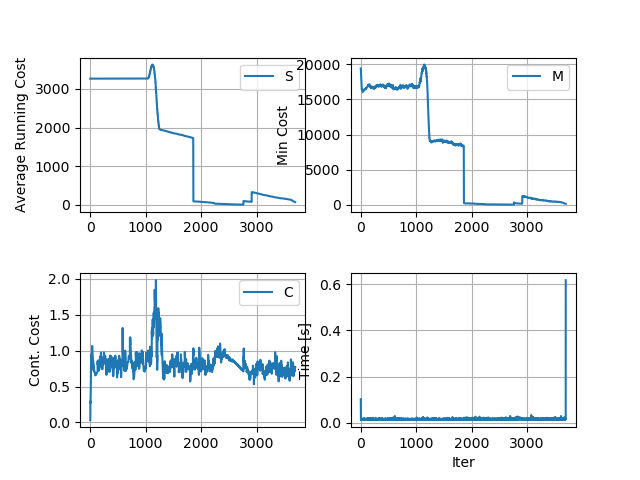 Average Running Cost
3000
2000
1000
0
0 1000 2000 3000
S
Min Cost
20000
15000
10000
5000
0
0 1000 2000 3000
M
Cont. Cost
2.0
1.5
1.0
0.5
0.0
0 1000 2000 3000
C
Time [s]
0.6
0.4
0.2
0.0
0 1000 2000 3000
Iter